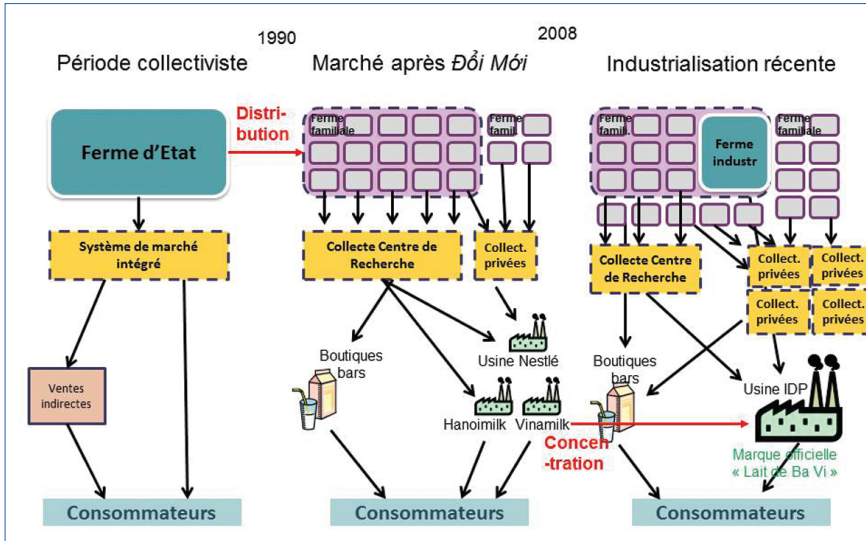 1990
2008
Période collectiviste
Marché après Đổi Mới
Industrialisation récente
Ferme d’Etat
Distri-
bution
Ferme
familiale
Ferme
famil.
Ferme
famili.
Ferme
industr
Ferme
familiale
Système de marché
intégré
Collecte Centre de
Recherche
Collect.
privées
Collecte Centre
de Recherche
Collect.
privées
Collect.
privées
Collect.
privées
Collect.
privées
Ventes
indirectes
Boutiques
bars
Usine Nestlé
Hanoimilk
Vinamilk
Concen
-tration
Boutiques
bars
Usine IDP
Marque officielle
« Lait de Ba Vi »
Consommateurs
Consommateurs
Consommateurs